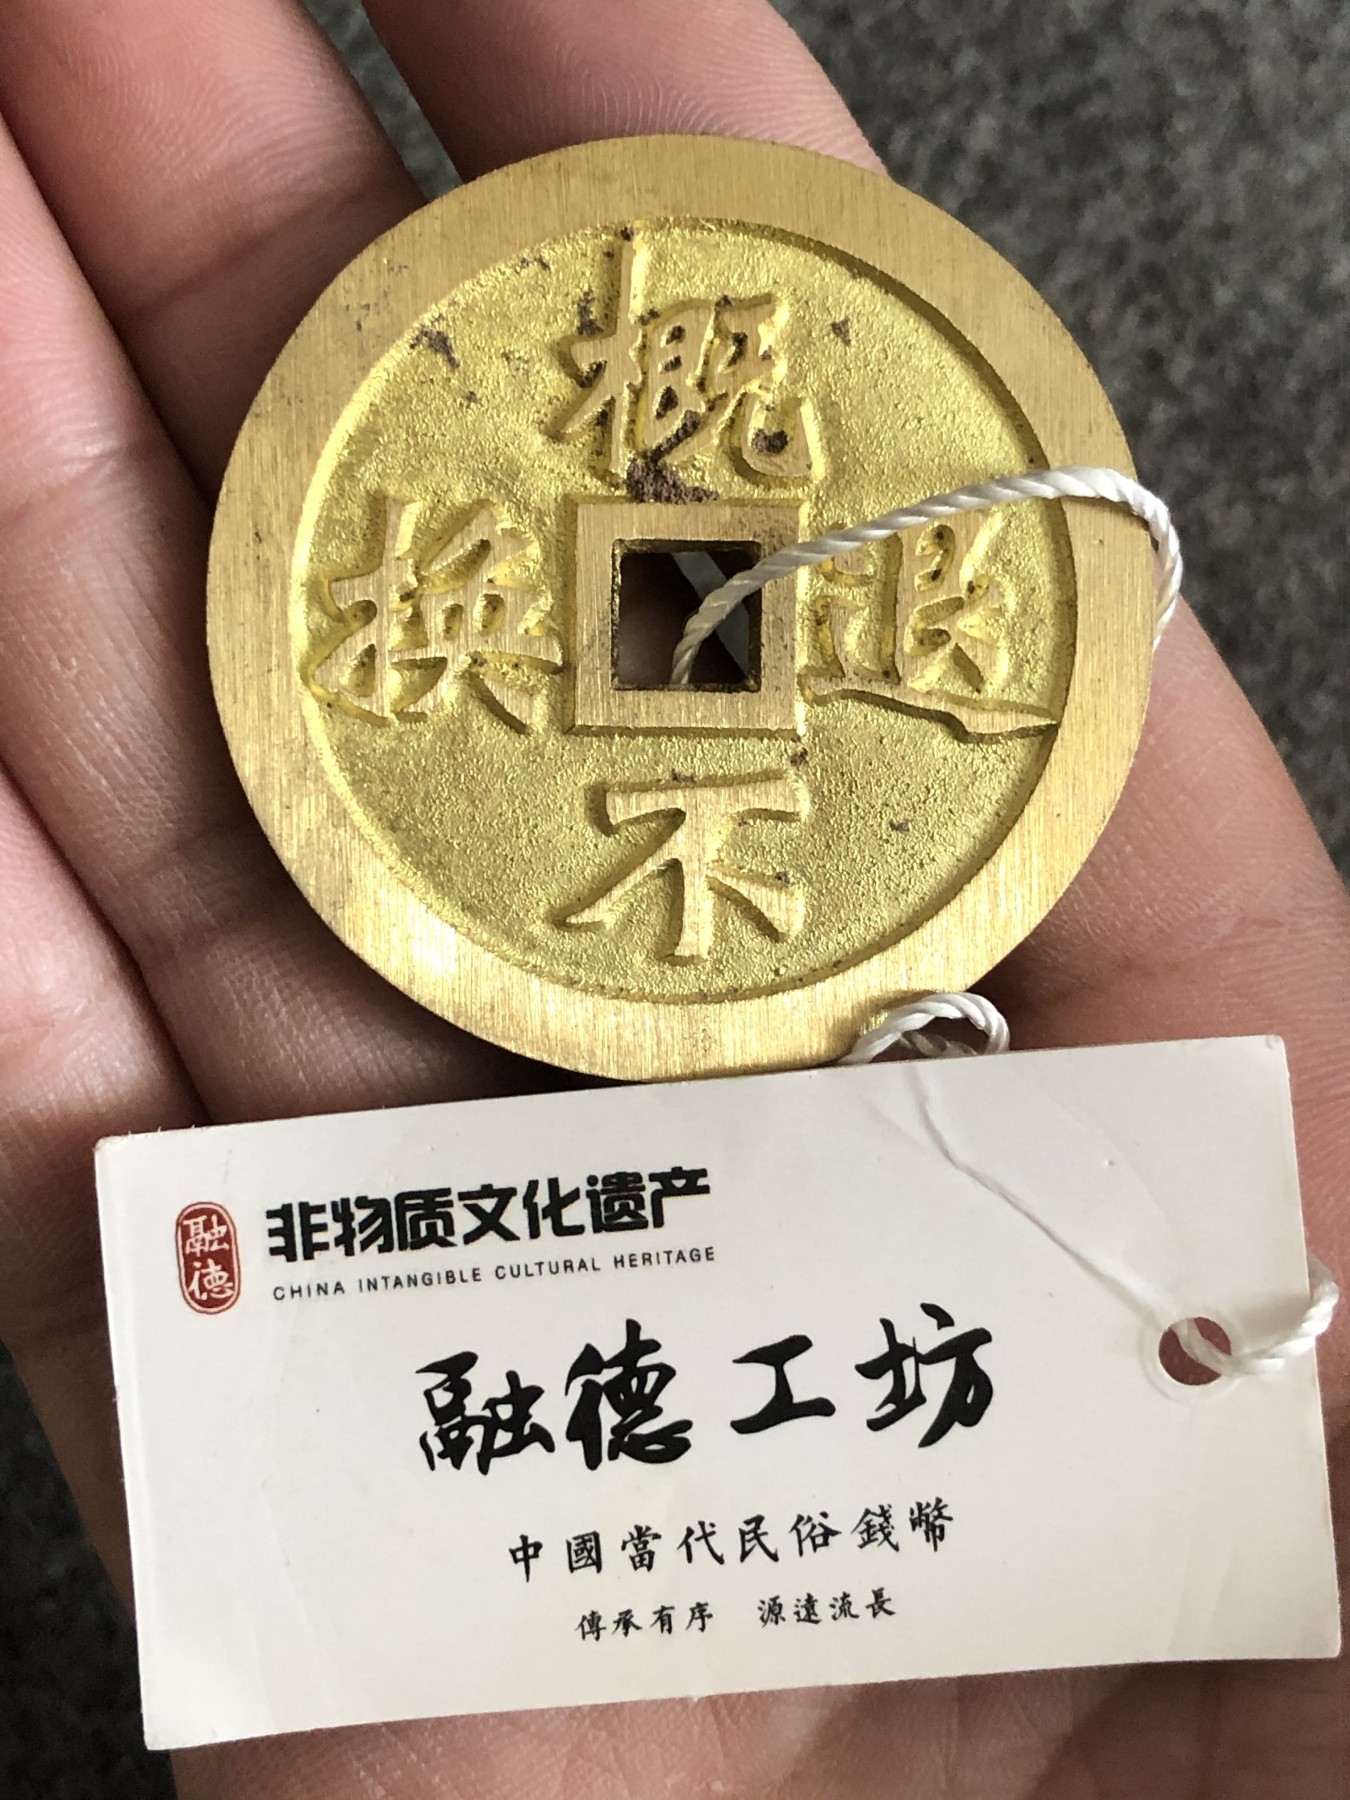 概不退换
融德
非物质文化遗产
CHINA INTANGIBLE CULTURAL HERITAGE
融德工坊
中國當代民俗錢幣
傳承有序 源遠流長